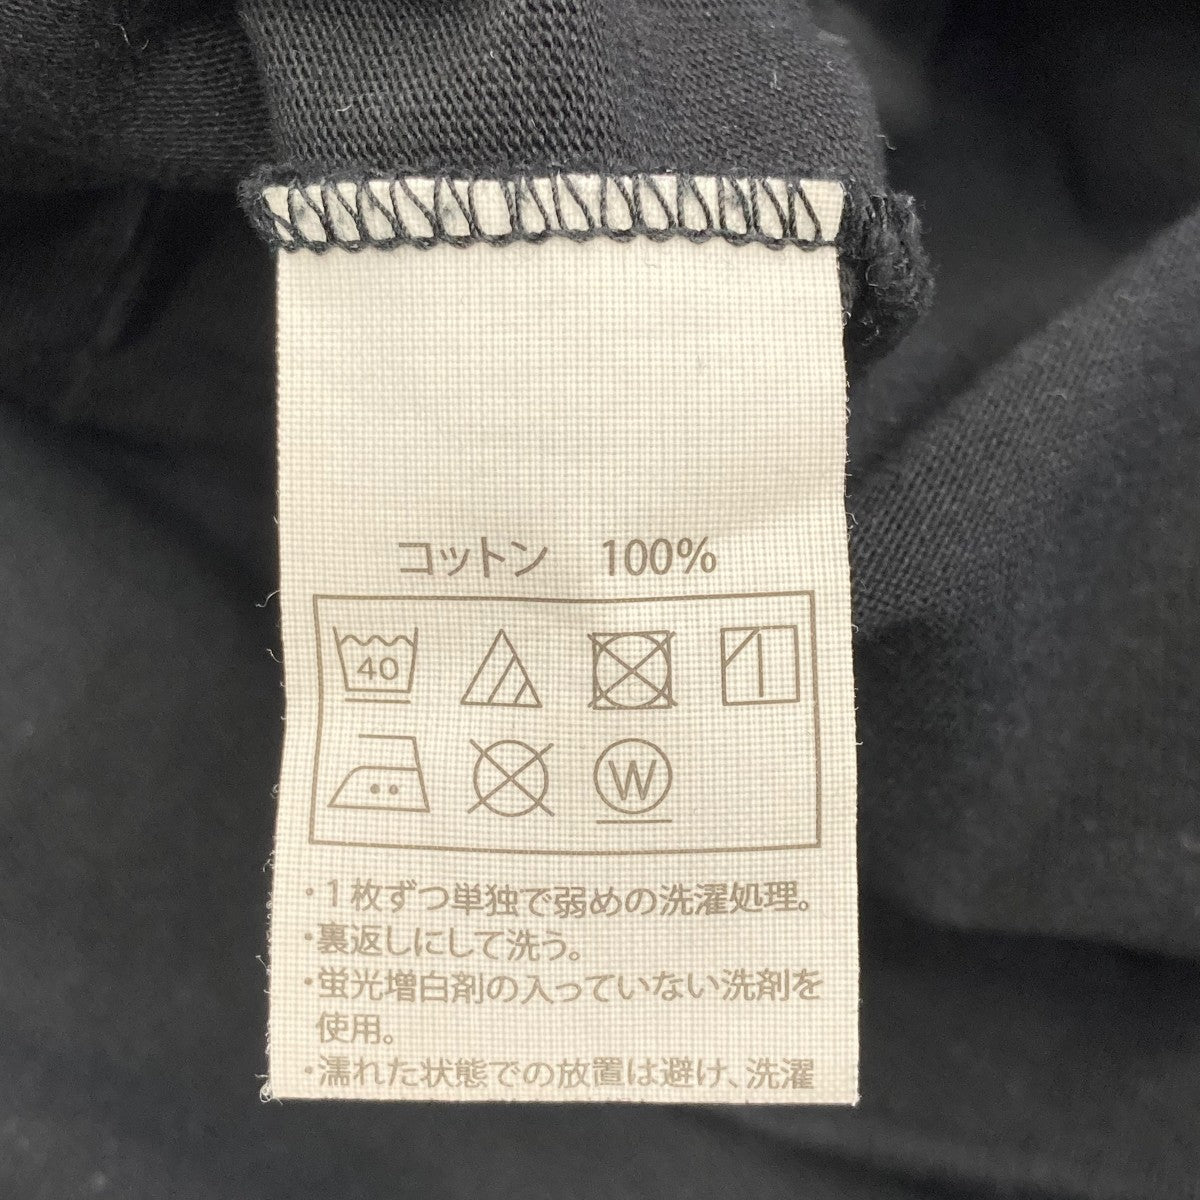 コットン　100%
40
W
・1枚ずつ単独で弱めの洗濯処理。
・裏返しにして洗う。
・蛍光増白剤の入っていない洗剤を
使用。
・濡れた状態での放置は避け、洗濯